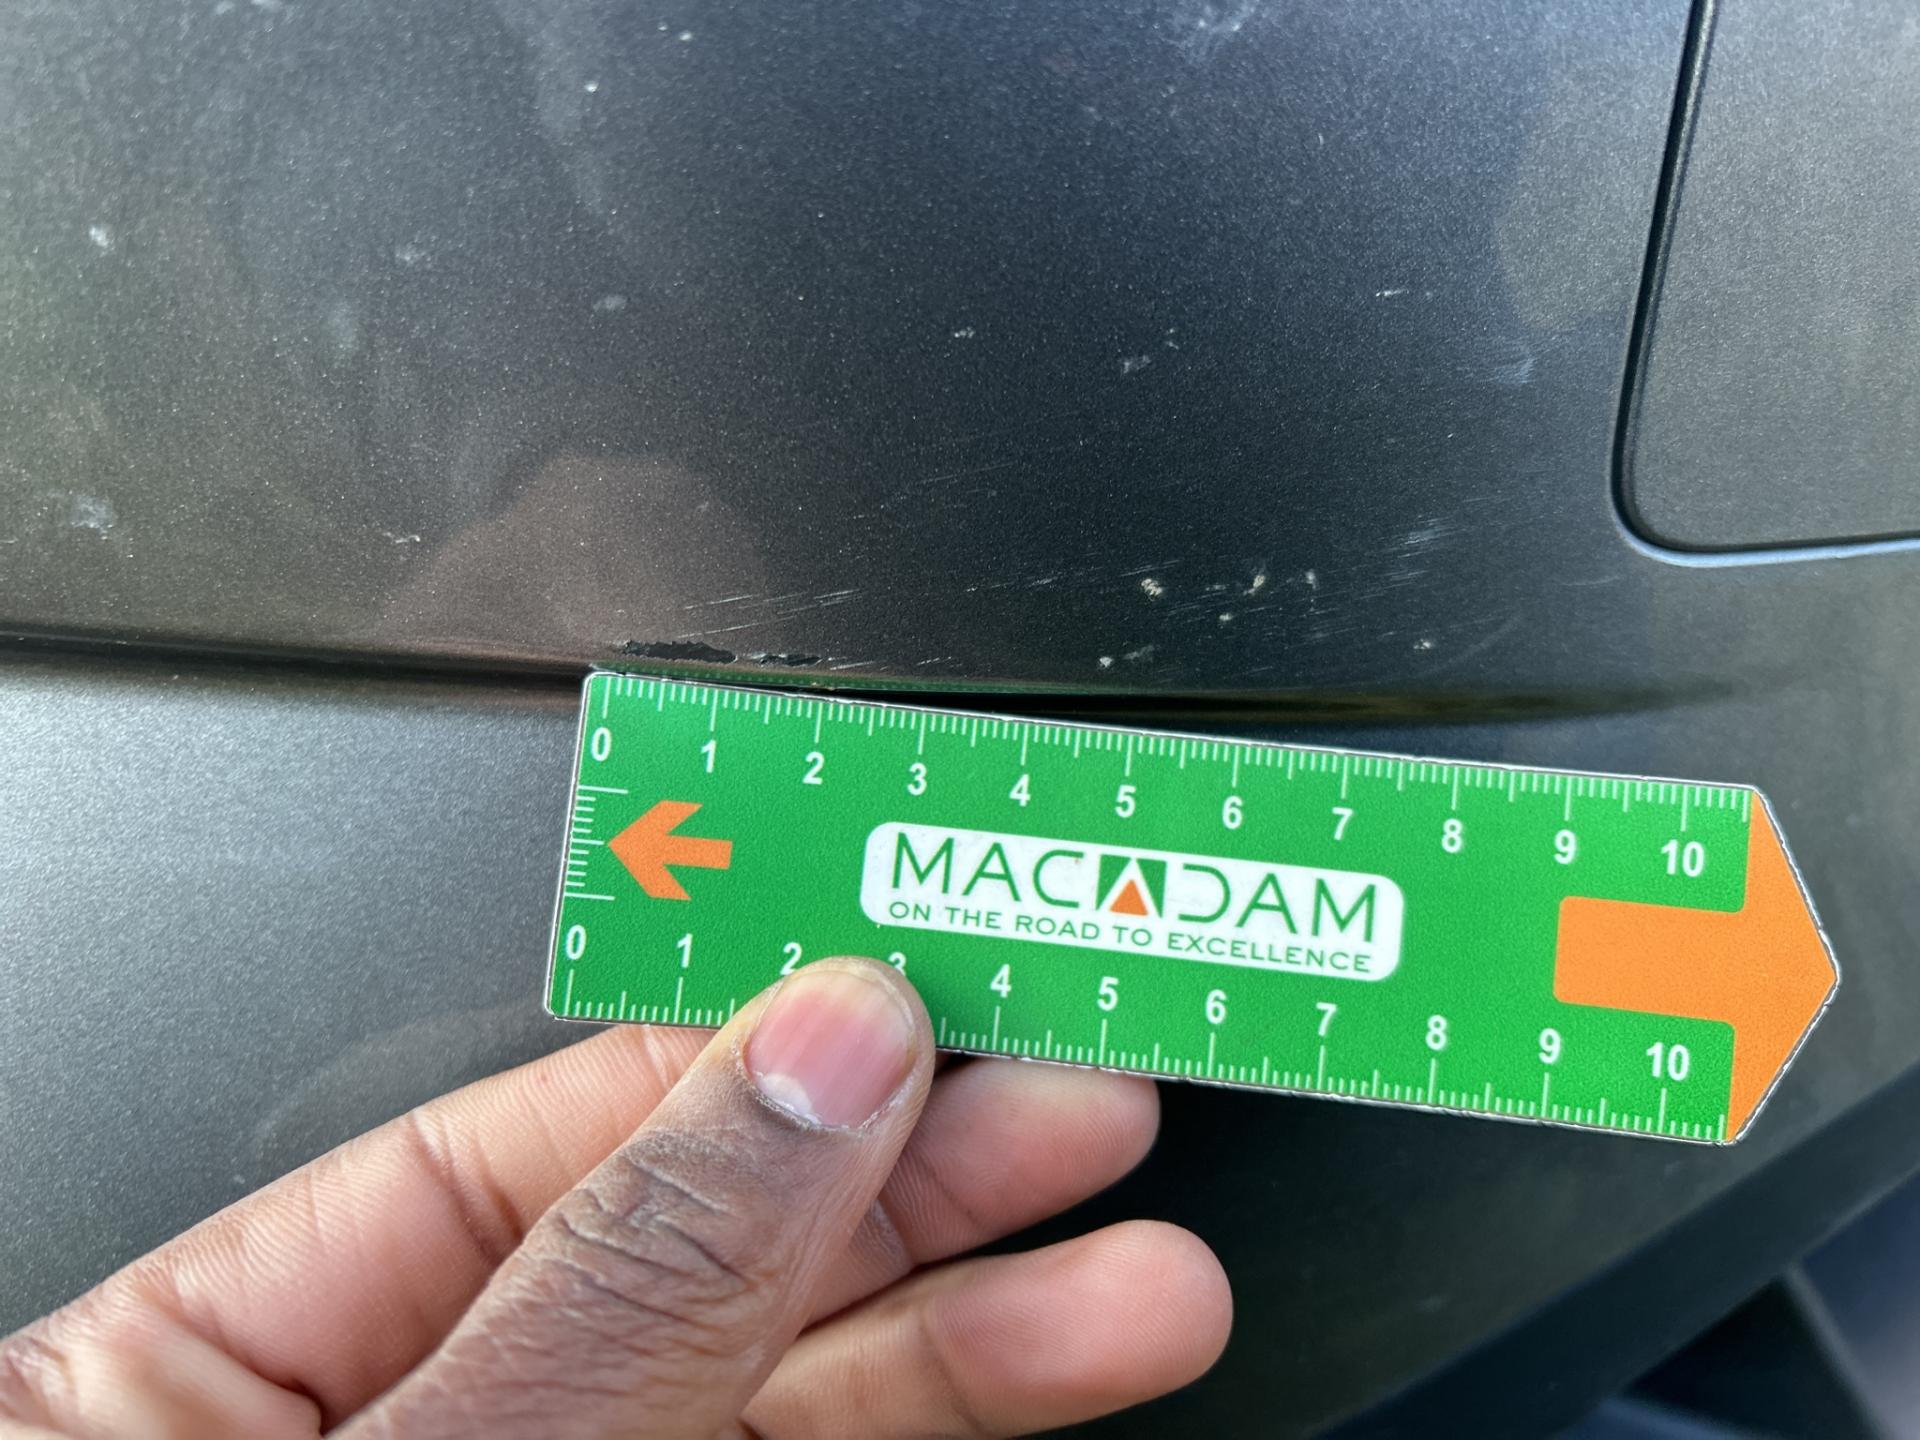 0 1 2 3 4 5 6 7 8 9 10
MACADAM
ON THE ROAD TO EXCELLENCE
0 1 2 3 4 5 6 7 8 9 10